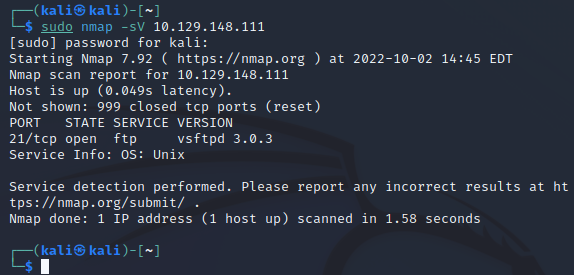 ┌──(kali㉿kali)-[~]
└─$ sudo nmap -sV 10.129.148.111
[sudo] password for kali:
Starting Nmap 7.92 ( https://nmap.org ) at 2022-10-02 14:45 EDT
Nmap scan report for 10.129.148.111
Host is up (0.049s latency).
Not shown: 999 closed tcp ports (reset)
PORT   STATE SERVICE VERSION
21/tcp open  ftp     vsftpd 3.0.3
Service Info: OS: Unix
Service detection performed. Please report any incorrect results at ht
tps://nmap.org/submit/ .
Nmap done: 1 IP address (1 host up) scanned in 1.58 seconds
┌──(kali㉿kali)-[~]
└─$